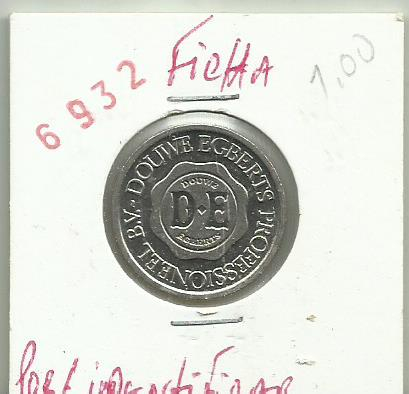 6932 Ficha 1,00
DOUWE EGBERTS PROFESSIONEEL B.V.
DOUWE
D·E
EGBERTS